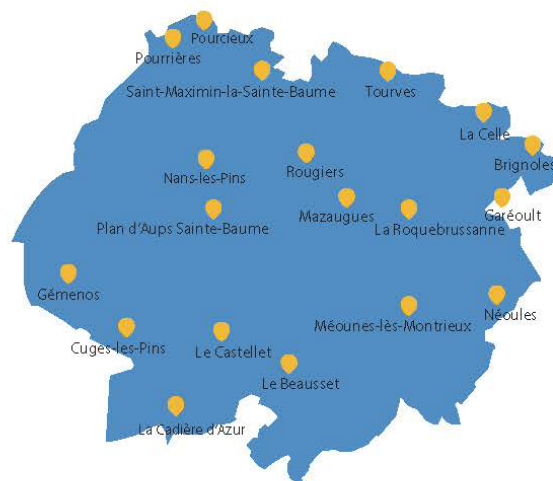 Pourcieux
Pourrières
Saint-Maximin-la-Sainte-Baume
Tourves
La Celle
Brignoles
Rougiers
Nans-les-Pins
Mazaugues
Garéoult
Plan d'Aups Sainte-Baume
La Roquebrussanne
Gémenos
Néoules
Méounes-lès-Montrieux
Cuges-les-Pins
Le Castellet
Le Beausset
La Cadière d'Azur